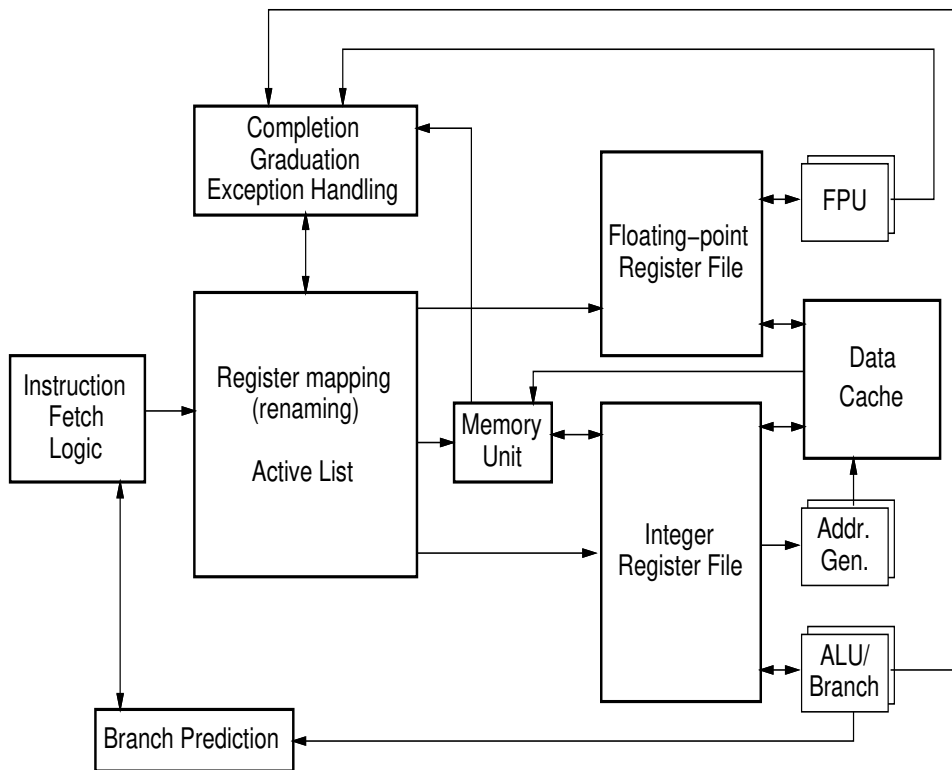 Completion
Graduation
Exception Handling
FPU
Floating–point
Register File
Instruction
Fetch
Logic
Register mapping
(renaming)
Active List
Memory
Unit
Data
Cache
Integer
Register File
Addr.
Gen.
ALU/
Branch
Branch Prediction